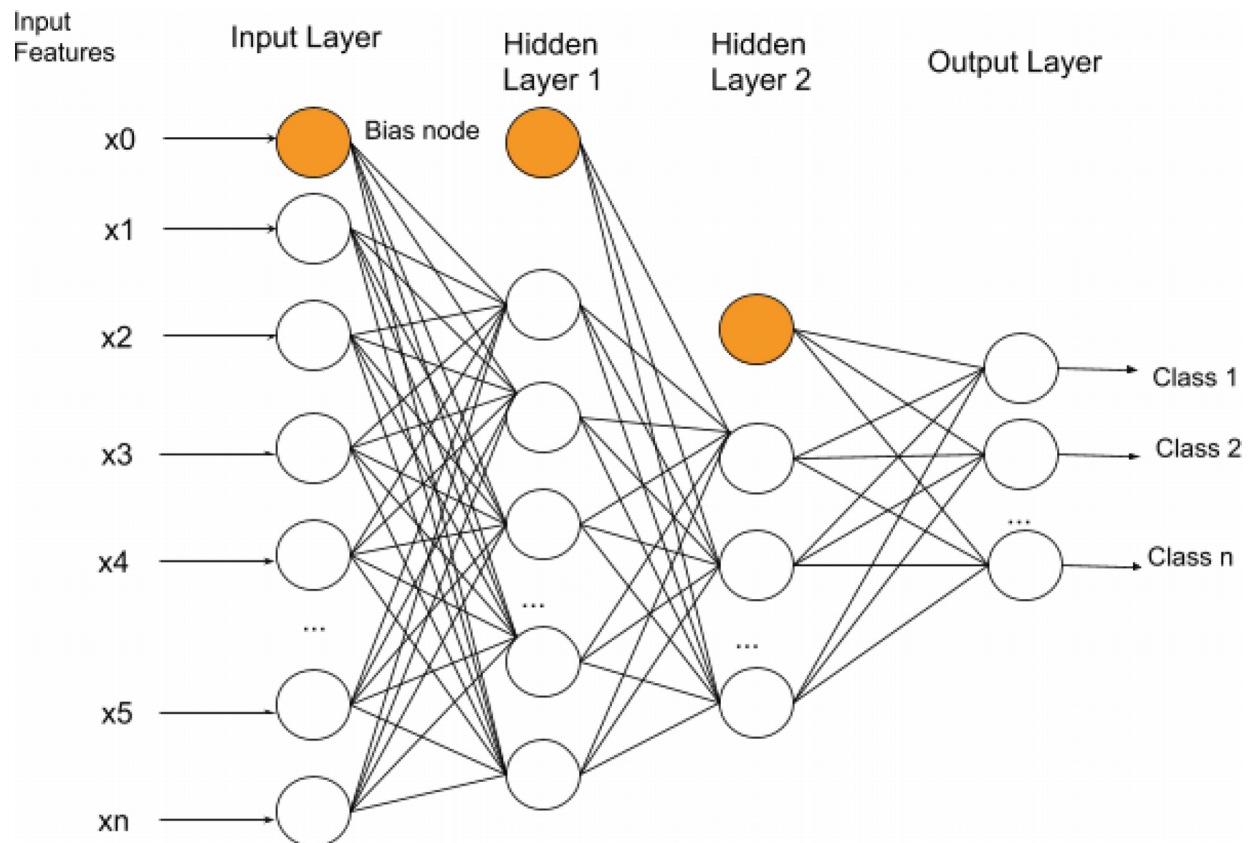 Input
Features
Input Layer
Hidden
Layer 1
Hidden
Layer 2
Output Layer
x0
Bias node
x1
x2
x3
x4
...
x5
xn
...
...
Class 1
Class 2
...
Class n